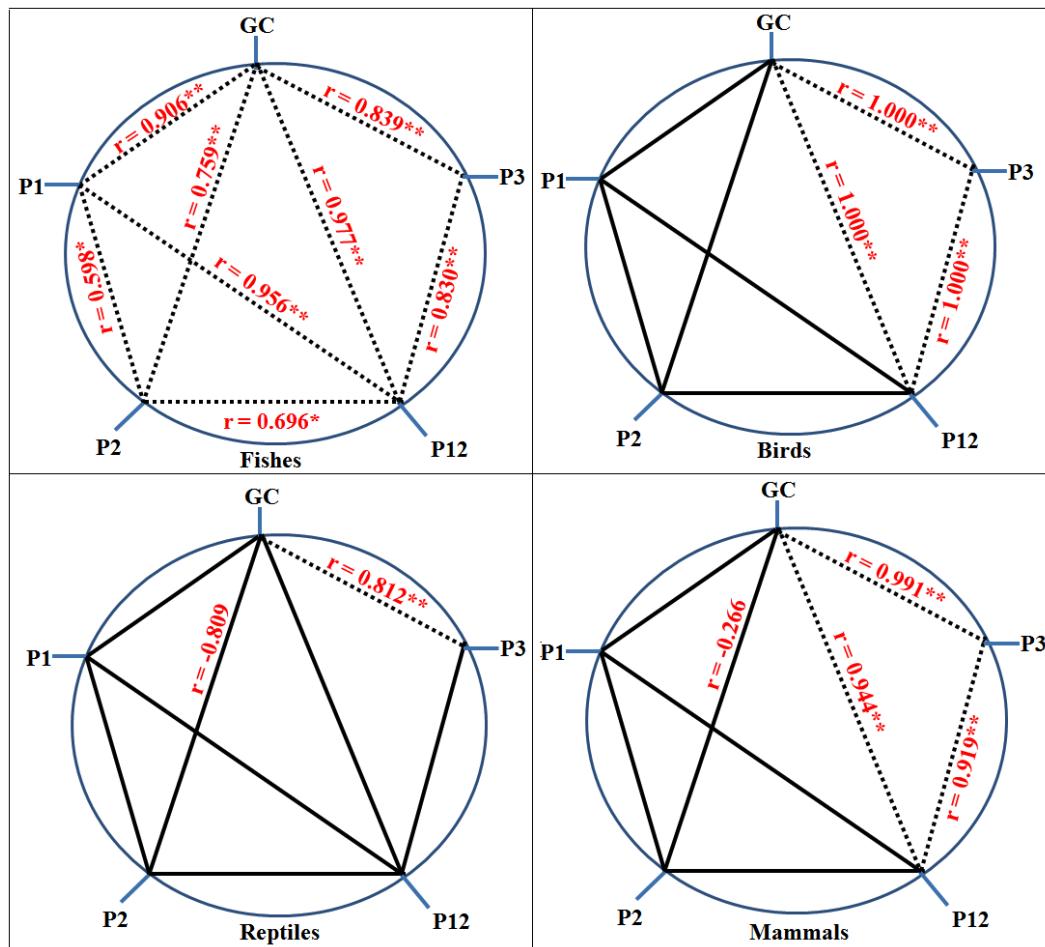 GC
r = 0.906**
r = 0.839**
r = 0.759**
r = 0.977**
P1
P3
r = 0.598*
r = 0.956**
r = 0.830**
r = 0.696*
P2
P12
Fishes
GC
r = 1.000**
P1
P3
r = 1.000**
r = 1.000**
P2
P12
Birds
GC
r = 0.812**
r = -0.809
P1
P3
P2
P12
Reptiles
GC
r = 0.991**
r = -0.266
P1
P3
r = 0.944**
r = 0.919**
P2
P12
Mammals